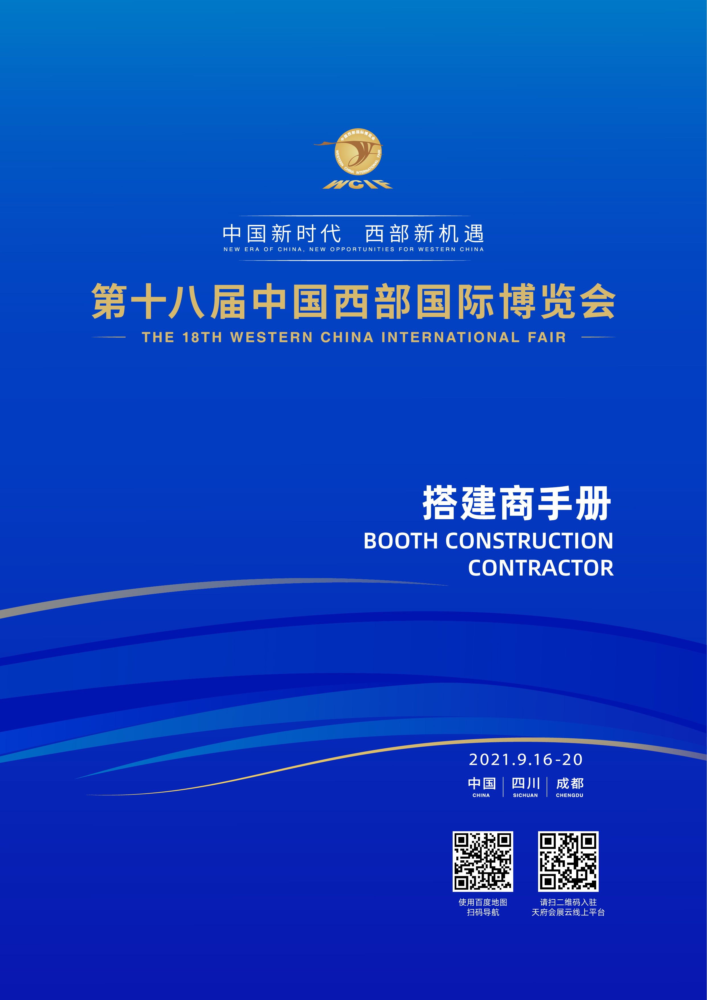 中国西部国际博览会
WESTERN CHINA INTERNATIONAL FAIR
WCIF
中国新时代 西部新机遇
NEW ERA OF CHINA, NEW OPPORTUNITIES FOR WESTERN CHINA
第十八届中国西部国际博览会
THE 18TH WESTERN CHINA INTERNATIONAL FAIR
搭建商手册
BOOTH CONSTRUCTION
CONTRACTOR
2021.9.16-20
中国 四川 成都
CHINA SICHUAN CHENGDU
使用百度地图
扫码导航
请扫二维码入驻
天府会展云线上平台